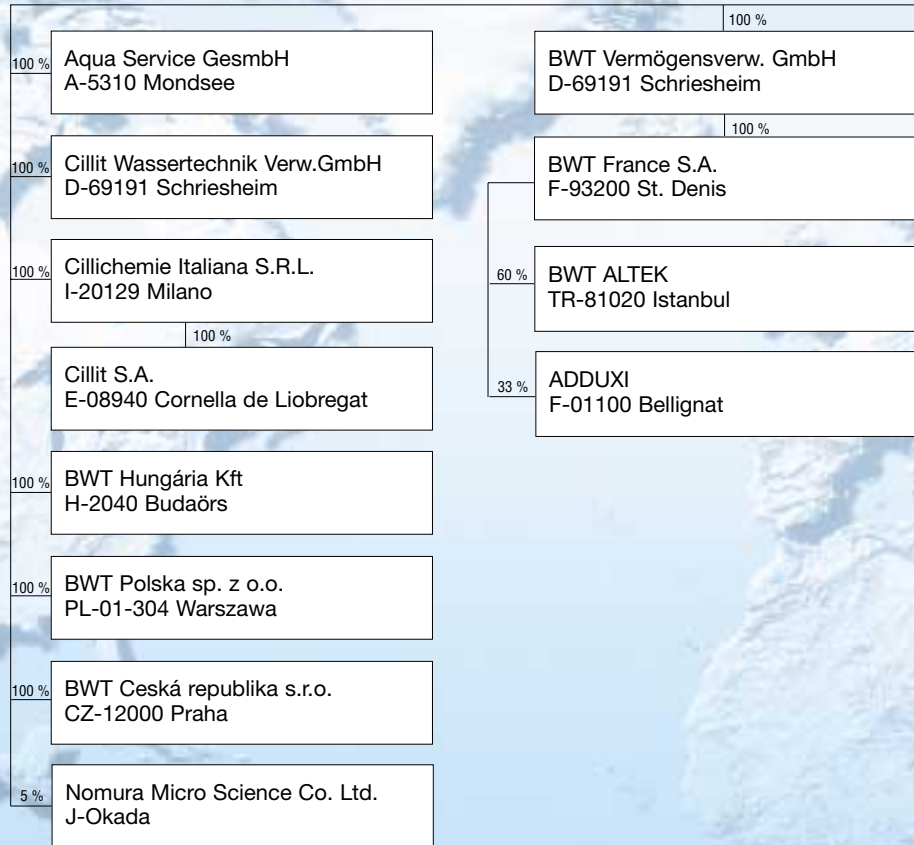 100 %
Aqua Service GesmbH
A-5310 Mondsee
100 %
Cillit Wassertechnik Verw.GmbH
D-69191 Schriesheim
100 %
Cillichemie Italiana S.R.L.
I-20129 Milano
100 %
Cillit S.A.
E-08940 Cornella de Liobregat
100 %
BWT Hungária Kft
H-2040 Budaörs
100 %
BWT Polska sp. z o.o.
PL-01-304 Warszawa
100 %
BWT Ceská republika s.r.o.
CZ-12000 Praha
5 %
Nomura Micro Science Co. Ltd.
J-Okada
100 %
BWT Vermögensverw. GmbH
D-69191 Schriesheim
100 %
BWT France S.A.
F-93200 St. Denis
60 %
BWT ALTEK
TR-81020 Istanbul
33 %
ADDUXI
F-01100 Bellignat